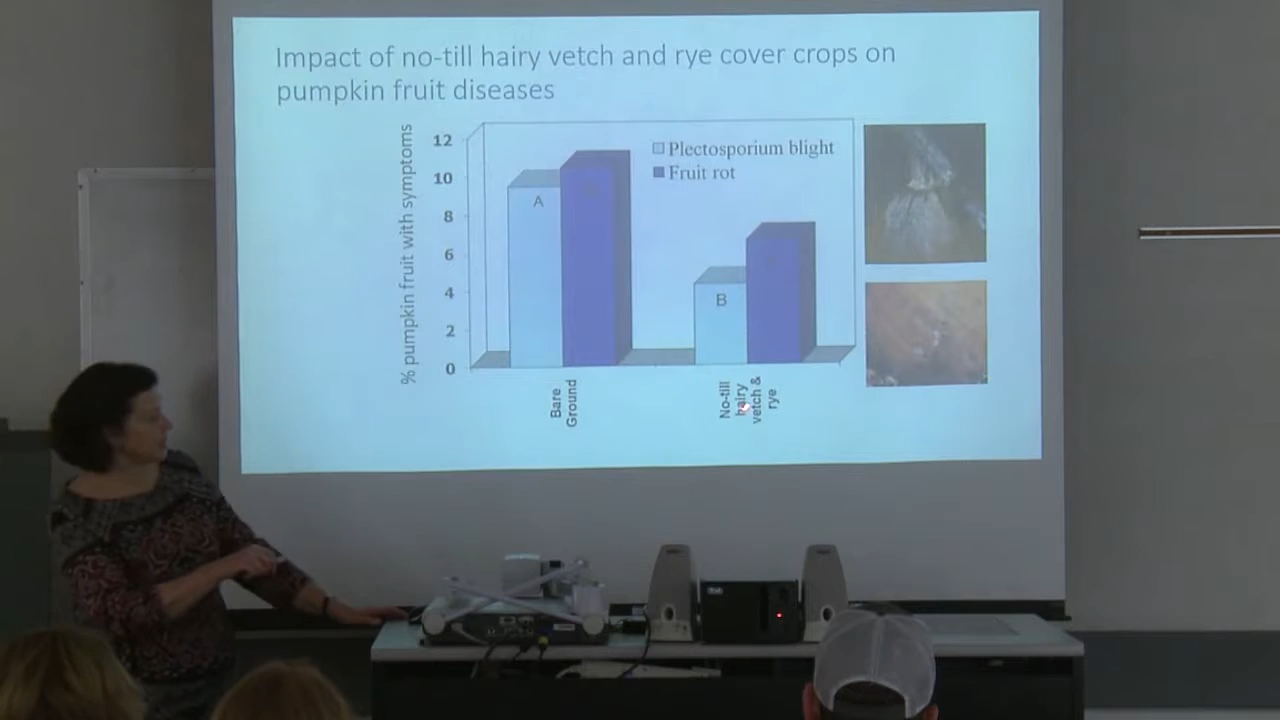 Impact of no-till hairy vetch and rye cover crops on
pumpkin fruit diseases
% pumpkin fruit with symptoms
12
10
8
6
4
2
0
Plectosporium blight
Fruit rot
A
B
Bare
Ground
No-till
hairy
vetch &
rye